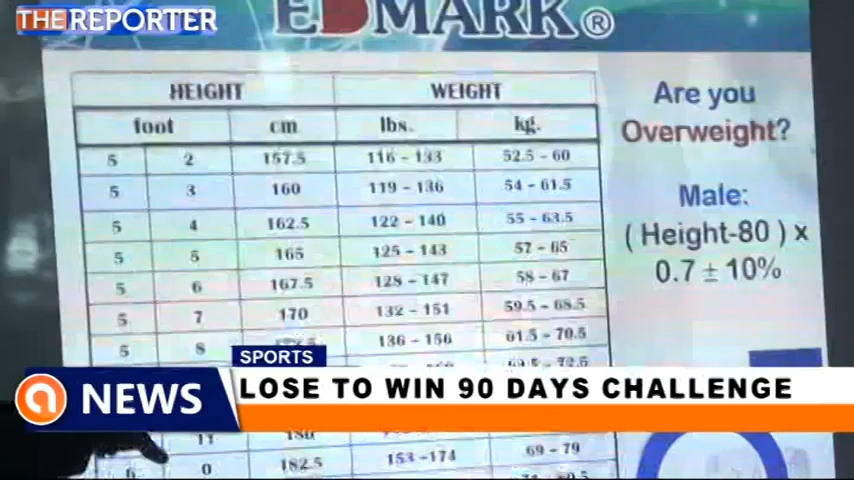 THE REPORTER
EDMARK®
HEIGHT WEIGHT
foot cm lbs. kg.
5 2 157.5 116 - 133 52.5 - 60
5 3 160 119 - 136 54 - 61.5
5 4 162.5 122 - 140 55 - 63.5
5 5 165 125 - 143 57 - 65
5 6 167.5 128 - 147 58 - 67
5 7 170 132 - 151 59.5 - 68.5
5 8 136 - 156 61.5 - 70.5
11 180
6 0 182.5 153 -174 69 - 79
Are you
Overweight?
Male:
( Height-80 ) x
0.7 ± 10%
SPORTS
a NEWS
LOSE TO WIN 90 DAYS CHALLENGE